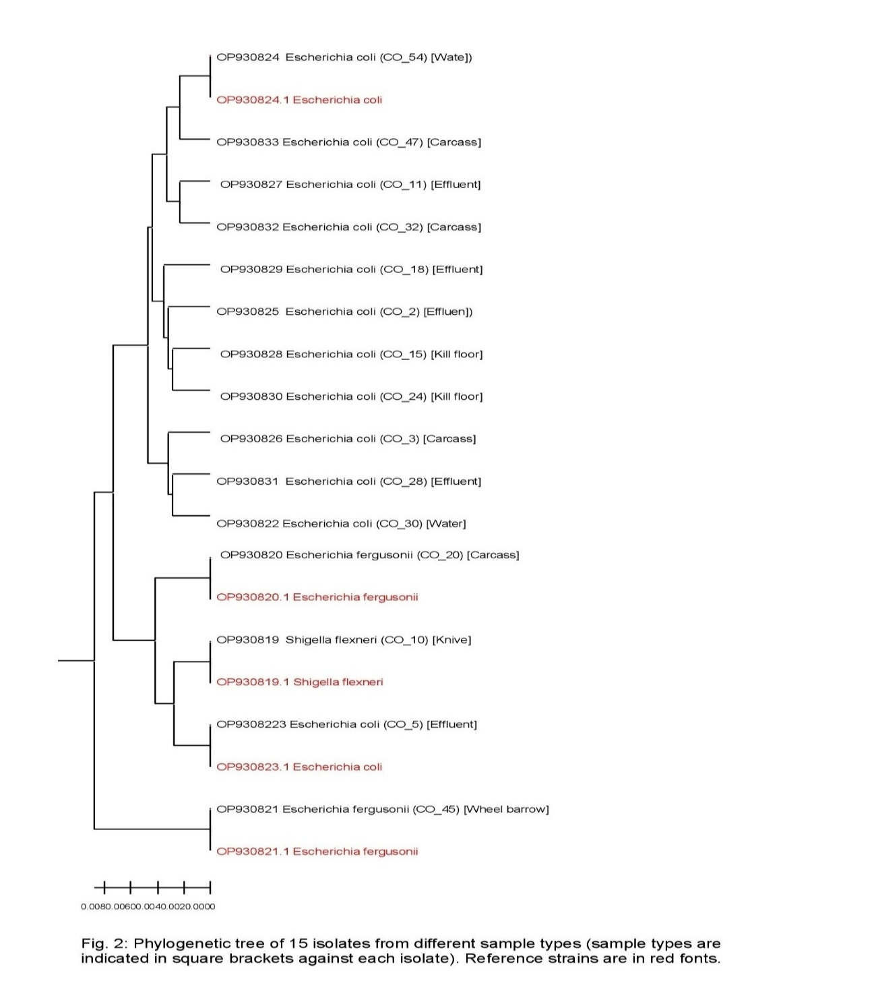 OP930824 Escherichia coli (CO_54) [Wate])
OP930824.1 Escherichia coli
OP930833 Escherichia coli (CO_47) [Carcass]
OP930827 Escherichia coli (CO_11) [Effluent]
OP930832 Escherichia coli (CO_32) [Carcass]
OP930829 Escherichia coli (CO_18) [Effluent]
OP930825 Escherichia coli (CO_2) [Effluen])
OP930828 Escherichia coli (CO_15) [Kill floor]
OP930830 Escherichia coli (CO_24) [Kill floor]
OP930826 Escherichia coli (CO_3) [Carcass]
OP930831 Escherichia coli (CO_28) [Effluent]
OP930822 Escherichia coli (CO_30) [Water]
OP930820 Escherichia fergusonii (CO_20) [Carcass]
OP930820.1 Escherichia fergusonii
OP930819 Shigella flexneri (CO_10) [Knive]
OP930819.1 Shigella flexneri
OP9308223 Escherichia coli (CO_5) [Effluent]
OP930823.1 Escherichia coli
OP930821 Escherichia fergusonii (CO_45) [Wheel barrow]
OP930821.1 Escherichia fergusonii
0.0080.00600.0040.0020.0000
Fig. 2: Phylogenetic tree of 15 isolates from different sample types (sample types are
indicated in square brackets against each isolate). Reference strains are in red fonts.